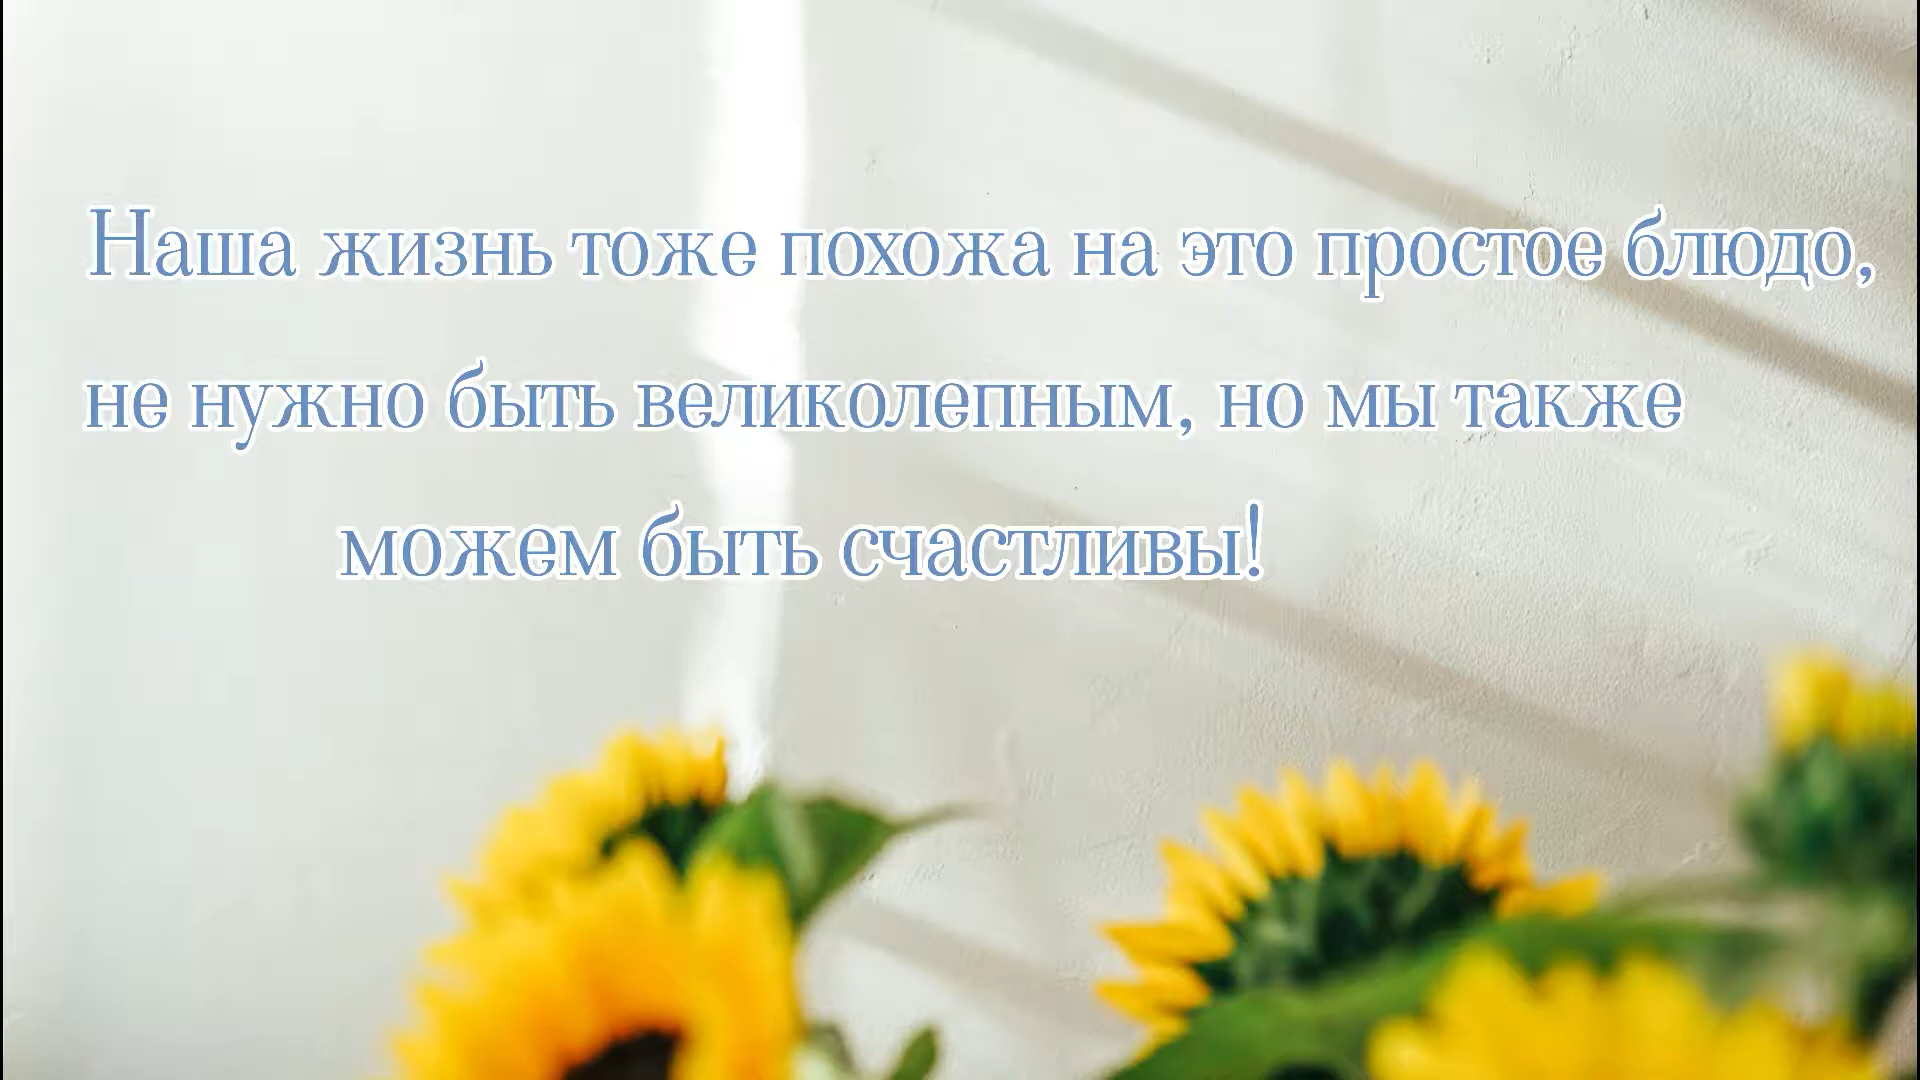 Наша жизнь тоже похожа на это простое блюдо,
не нужно быть великолепным, но мы также
можем быть счастливы!